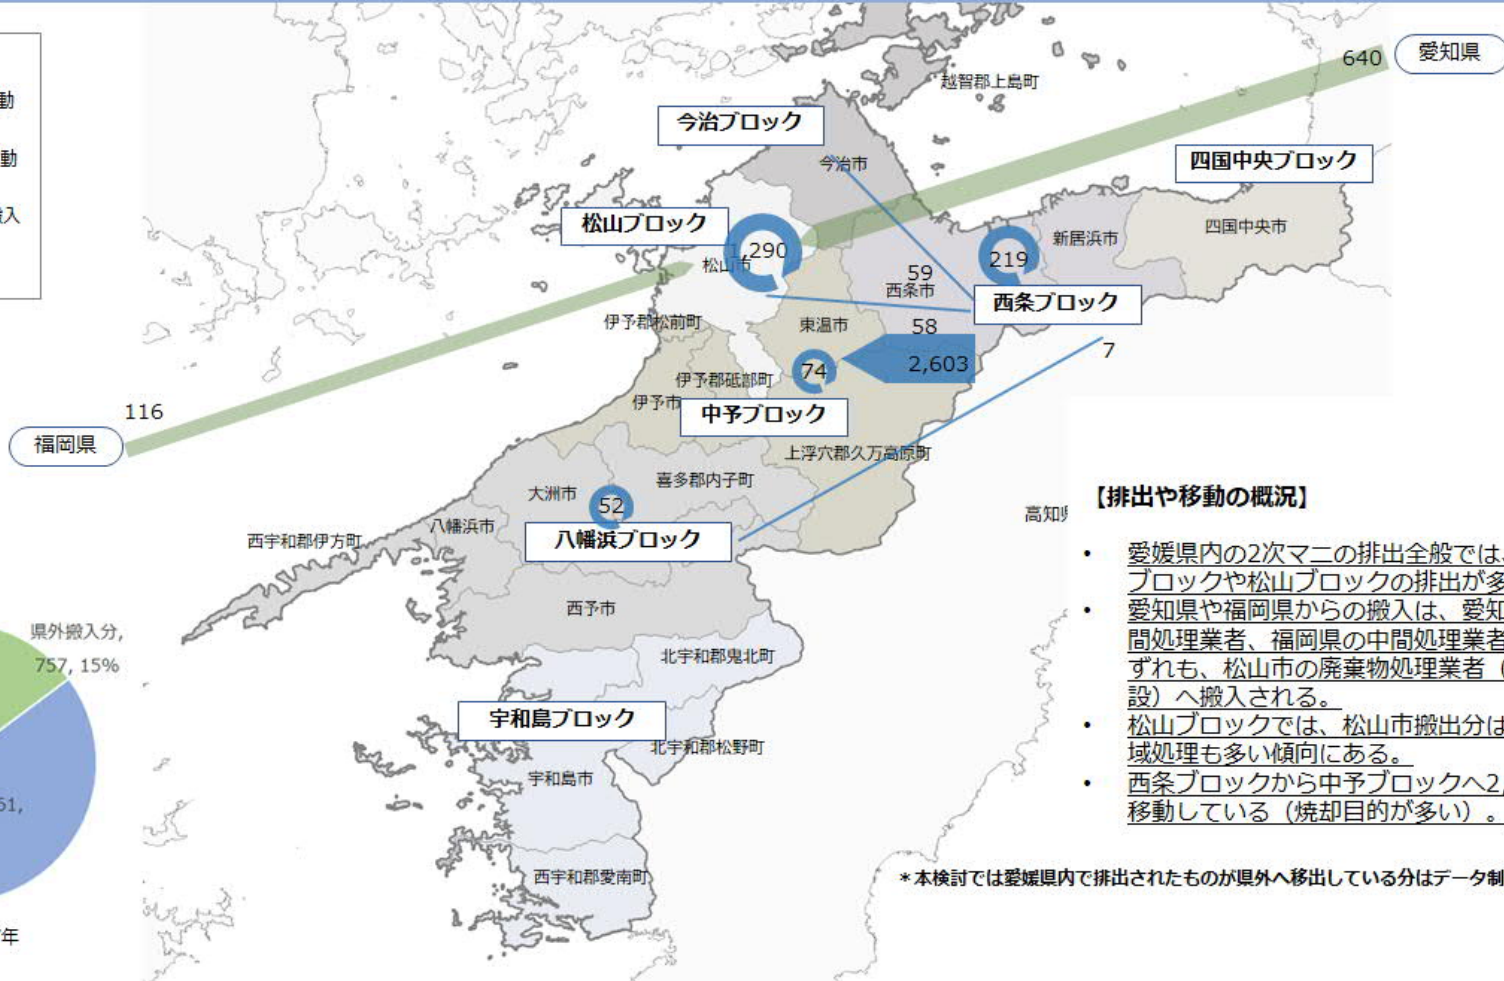 動
動
入
640
愛知県
越智郡上島町
今治ブロック
今治市
四国中央ブロック
四国中央市
松山ブロック
1,290
松山市
新居浜市
219
59
西条市
西条ブロック
伊予郡松前町
東温市
58
7
74
2,603
伊予郡砥部町
伊予市
中予ブロック
116
福岡県
上浮穴郡久万高原町
喜多郡内子町
大洲市
52
八幡浜市
八幡浜ブロック
西宇和郡伊方町
高知県
西予市
北宇和郡鬼北町
宇和島ブロック
北宇和郡松野町
宇和島市
西宇和郡愛南町
県外搬入分,
757, 15%
51,
年
【排出や移動の概況】
• 愛媛県内の2次マニの排出全般では、
ブロックや松山ブロックの排出が多
• 愛知県や福岡県からの搬入は、愛知
間処理業者、福岡県の中間処理業者
ずれも、松山市の廃棄物処理業者（
設）へ搬入される。
• 松山ブロックでは、松山市搬出分は
域処理も多い傾向にある。
• 西条ブロックから中予ブロックへ2,
移動している（焼却目的が多い）。
＊本検討では愛媛県内で排出されたものが県外へ移出している分はデータ制